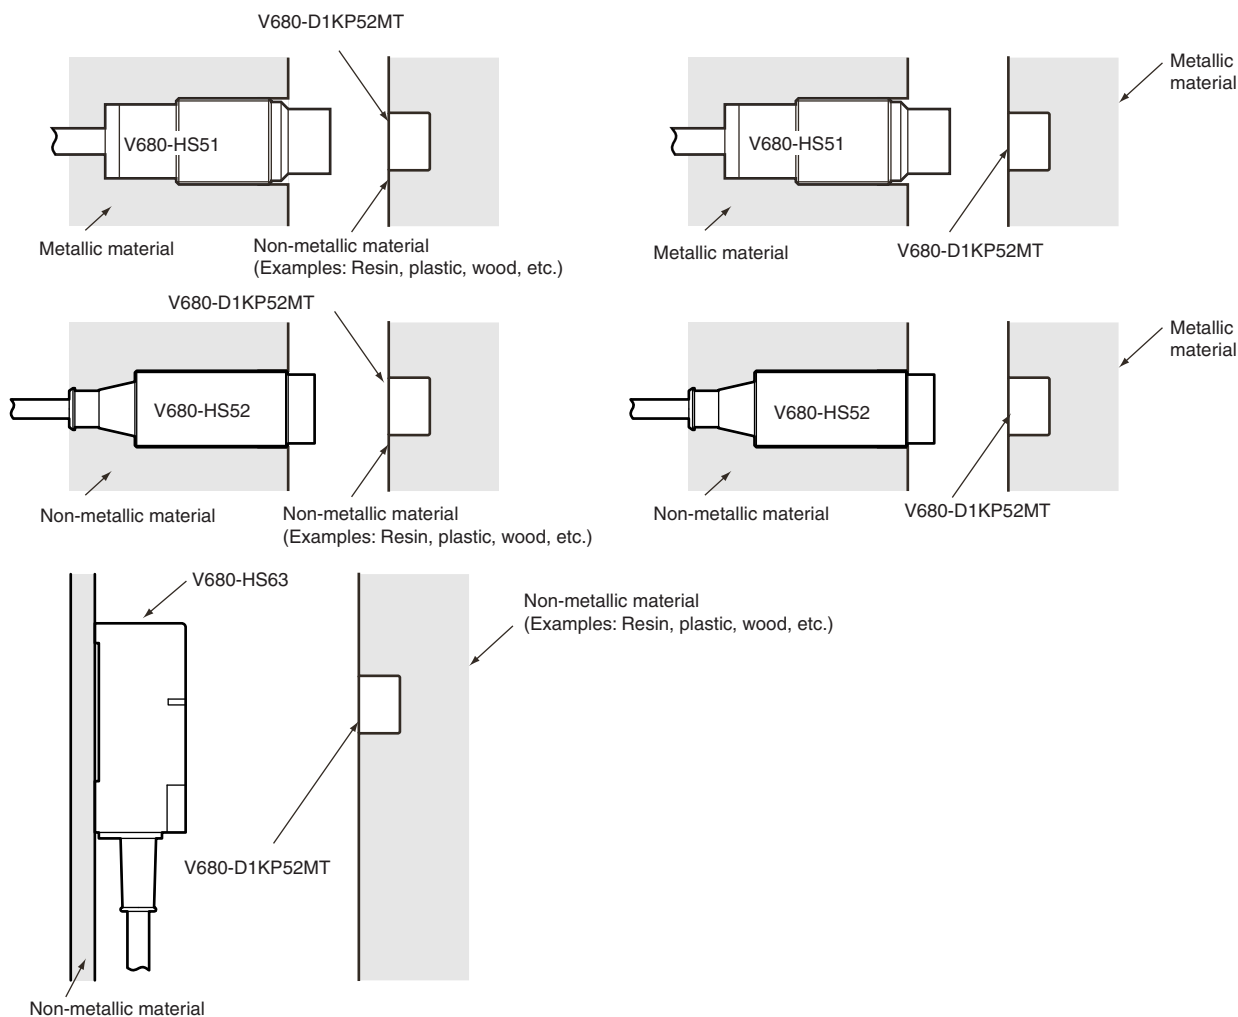 V680-D1KP52MT
Metallic
material
V680-HS51
V680-HS51
Metallic material
Non-metallic material
(Examples: Resin, plastic, wood, etc.)
Metallic material
V680-D1KP52MT
V680-D1KP52MT
Metallic
material
V680-HS52
V680-HS52
Non-metallic material
Non-metallic material
(Examples: Resin, plastic, wood, etc.)
Non-metallic material
V680-D1KP52MT
V680-HS63
Non-metallic material
(Examples: Resin, plastic, wood, etc.)
V680-D1KP52MT
Non-metallic material